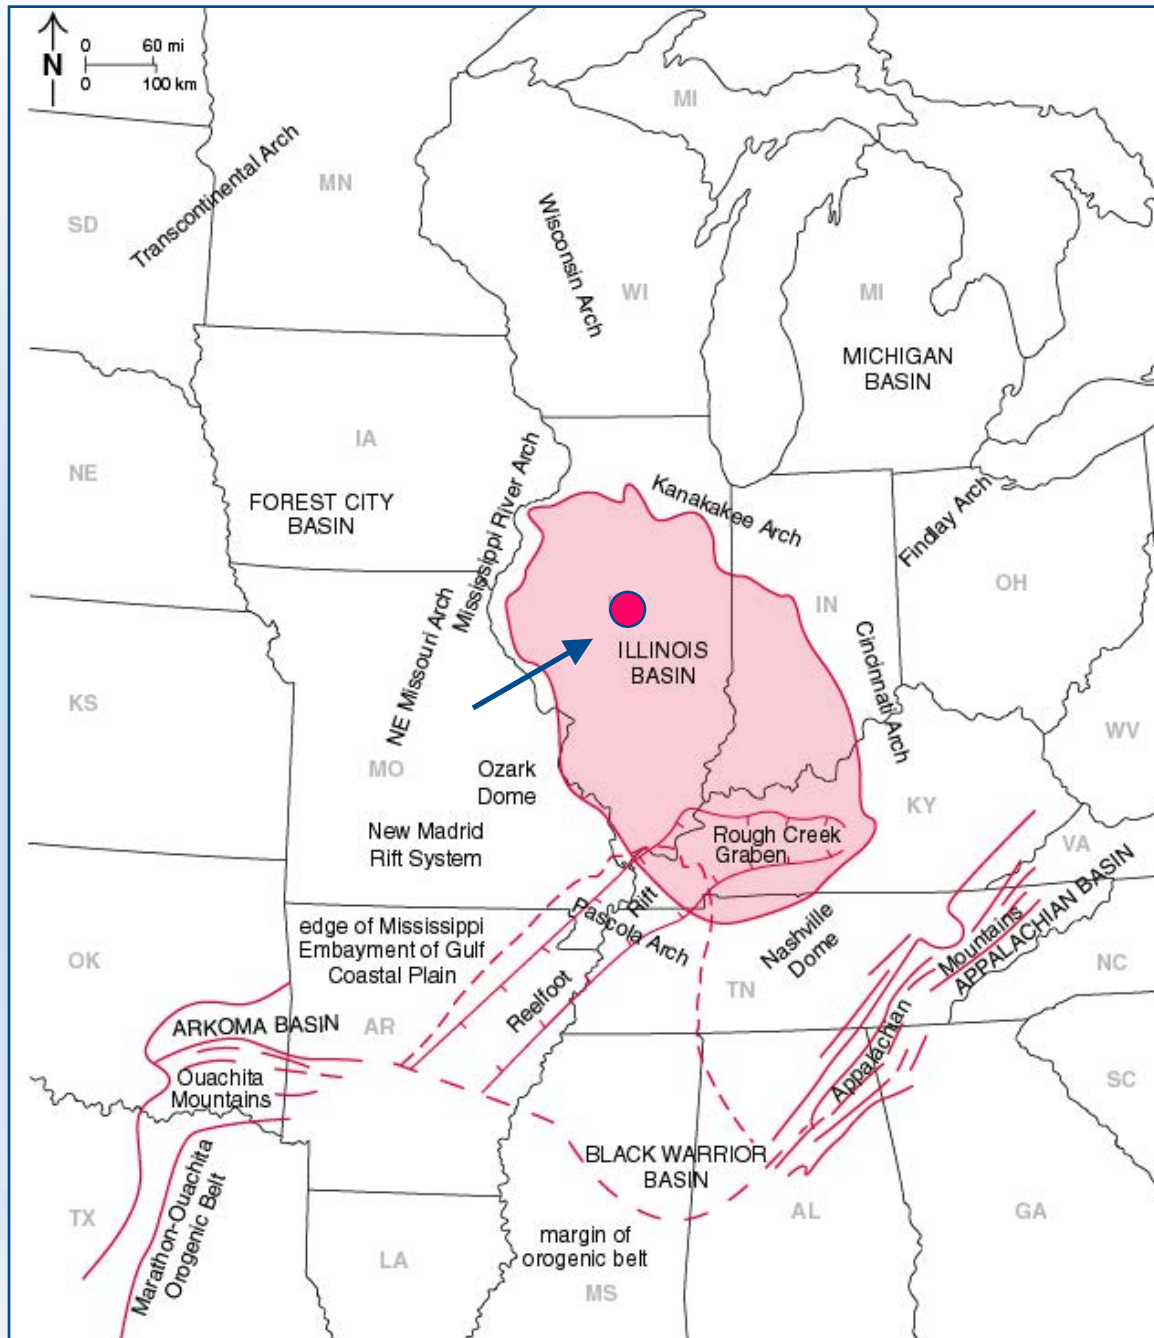 N
0 60 mi
0 100 km
MI
MN
Transcontinental Arch
SD
Wisconsin Arch
WI
MI
MICHIGAN
BASIN
IA
NE
FOREST CITY
BASIN
Mississippi River Arch
Kanakakee Arch
Findlay Arch
OH
IN
NE Missouri Arch
ILLINOIS
BASIN
Cincinnati Arch
KS
WV
MO
Ozark
Dome
KY
New Madrid
Rift System
Rough Creek
Graben
VA
edge of Mississippi
Embayment of Gulf
Coastal Plain
Reelfoot Rift
Pascola Arch
Nashville
Dome
Appalachian Mountains
APPALACHIAN BASIN
OK
TN
NC
ARKOMA BASIN
AR
Ouachita
Mountains
SC
Marathon-Ouachita
Orogenic Belt
BLACK WARRIOR
BASIN
TX
AL
GA
margin of
orogenic belt
LA
MS